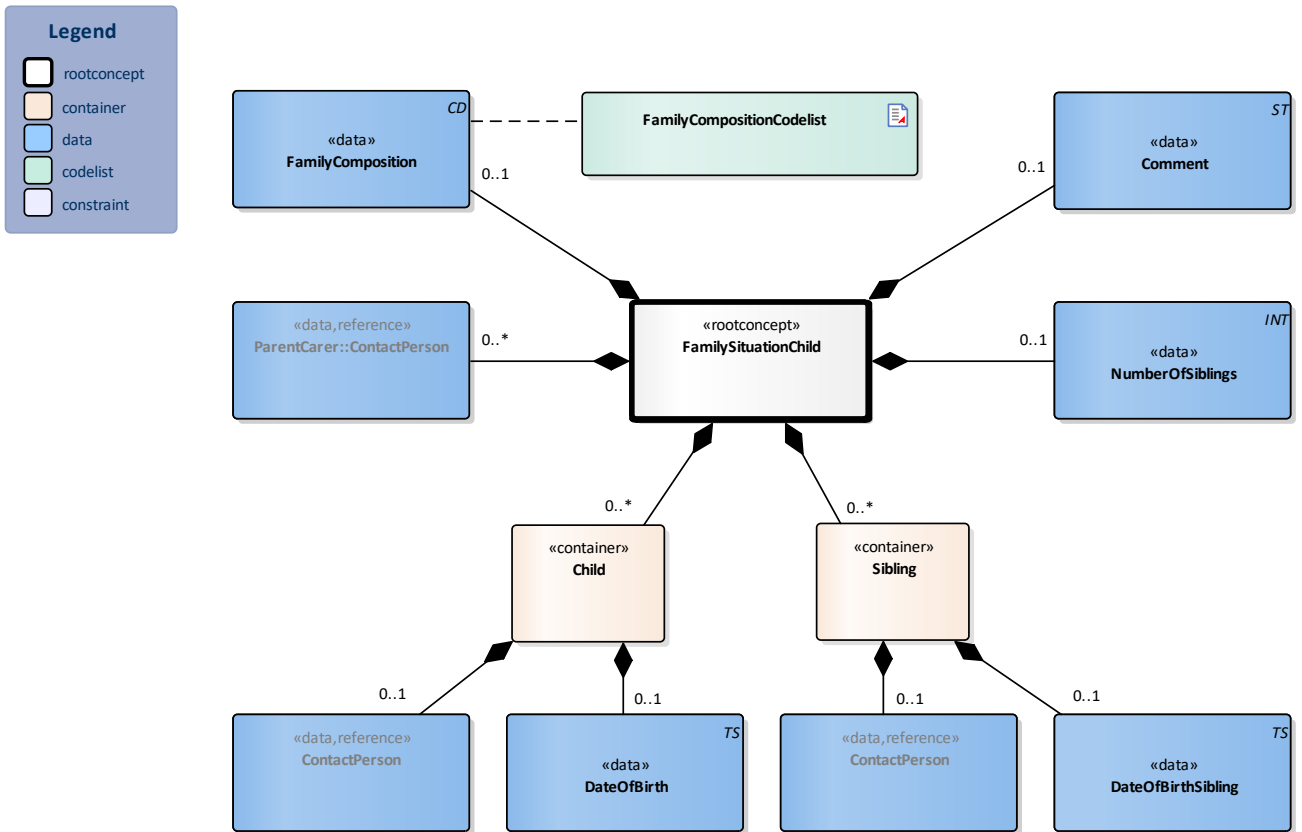 Legend
rootconcept
container
data
codelist
constraint
CD
«data»
FamilyComposition
FamilyCompositionCodelist
ST
«data»
Comment
0..1
0..1
«data,reference»
ParentCarer::ContactPerson
0..*
«rootconcept»
FamilySituationChild
0..1
INT
«data»
NumberOfSiblings
0..*
0..*
«container»
Child
«container»
Sibling
0..1
0..1
0..1
0..1
«data,reference»
ContactPerson
TS
«data»
DateOfBirth
«data,reference»
ContactPerson
TS
«data»
DateOfBirthSibling